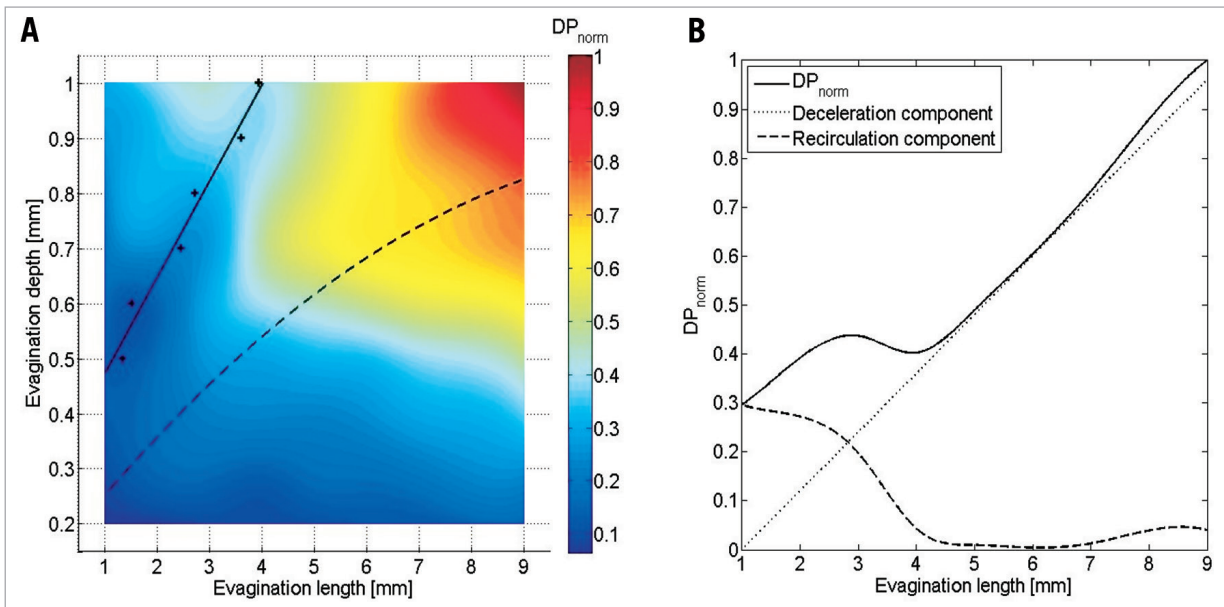 A
DP_norm
1
0.9
0.8
0.7
0.6
0.5
0.4
0.3
0.2
Evagination depth [mm]
1 2 3 4 5 6 7 8 9
Evagination length [mm]
1
0.9
0.8
0.7
0.6
0.5
0.4
0.3
0.2
0.1
B
DP_norm
Deceleration component
Recirculation component
1
0.9
0.8
0.7
0.6
0.5
0.4
0.3
0.2
0.1
0
DP_norm
1 2 3 4 5 6 7 8 9
Evagination length [mm]